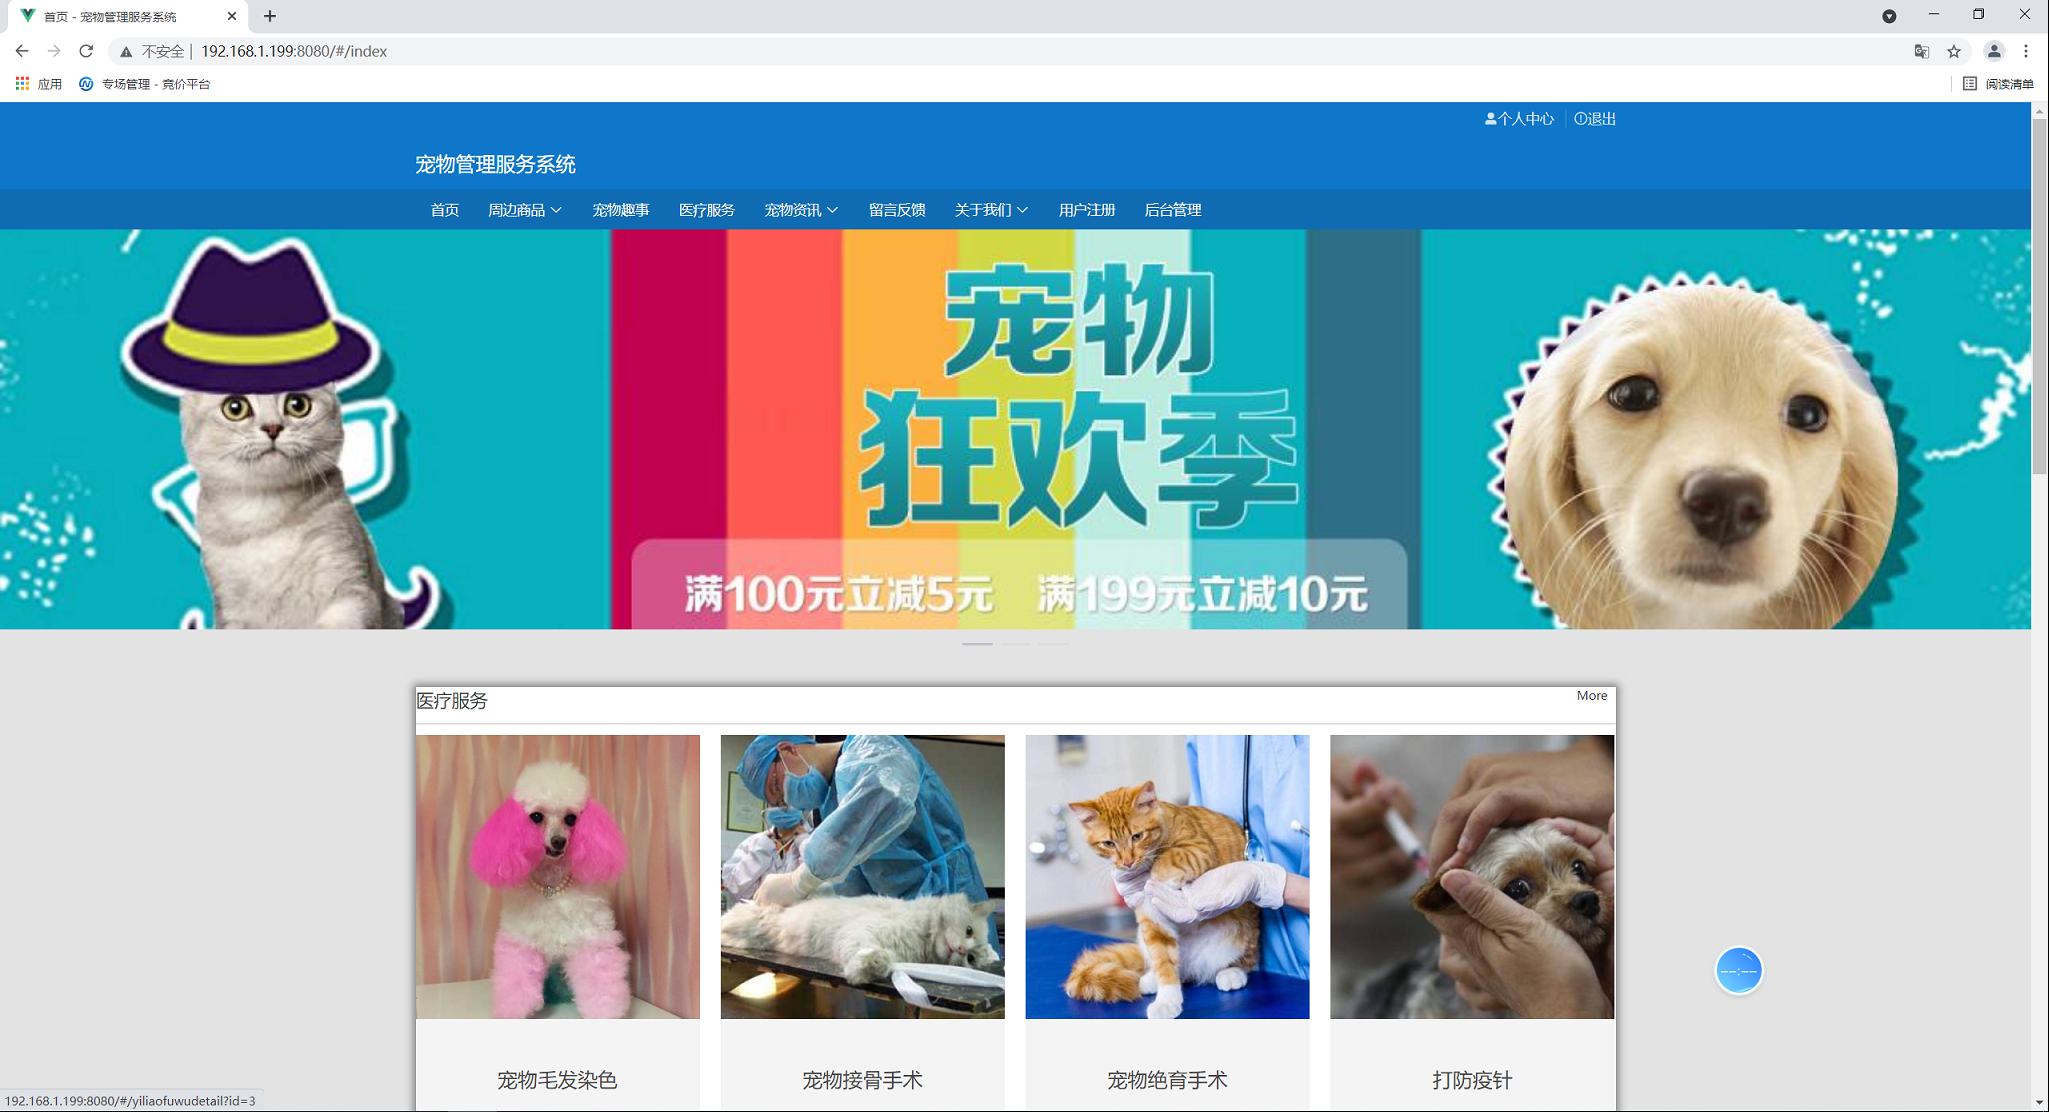 首页 - 宠物管理服务系统
不安全 | 192.168.1.199:8080/#/index
应用 专场管理 - 竞价平台 阅读清单
个人中心 退出
宠物管理服务系统
首页 周边商品 宠物趣事 医疗服务 宠物资讯 留言反馈 关于我们 用户注册 后台管理
宠物
狂欢季
满100元立减5元 满199元立减10元
医疗服务 More
宠物毛发染色 宠物接骨手术 宠物绝育手术 打防疫针
--:--
192.168.1.199:8080/#/yiliaofuwudetail?id=3